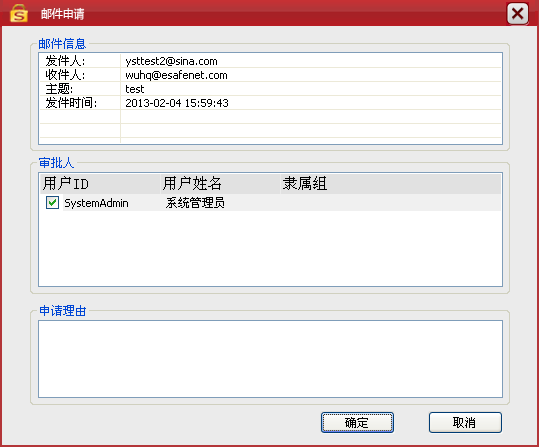 邮件申请
邮件信息
发件人: ysttest2@sina.com
收件人: wuhq@esafenet.com
主题: test
发件时间: 2013-02-04 15:59:43
审批人
用户ID 用户姓名 隶属组
SystemAdmin 系统管理员
申请理由
确定 取消